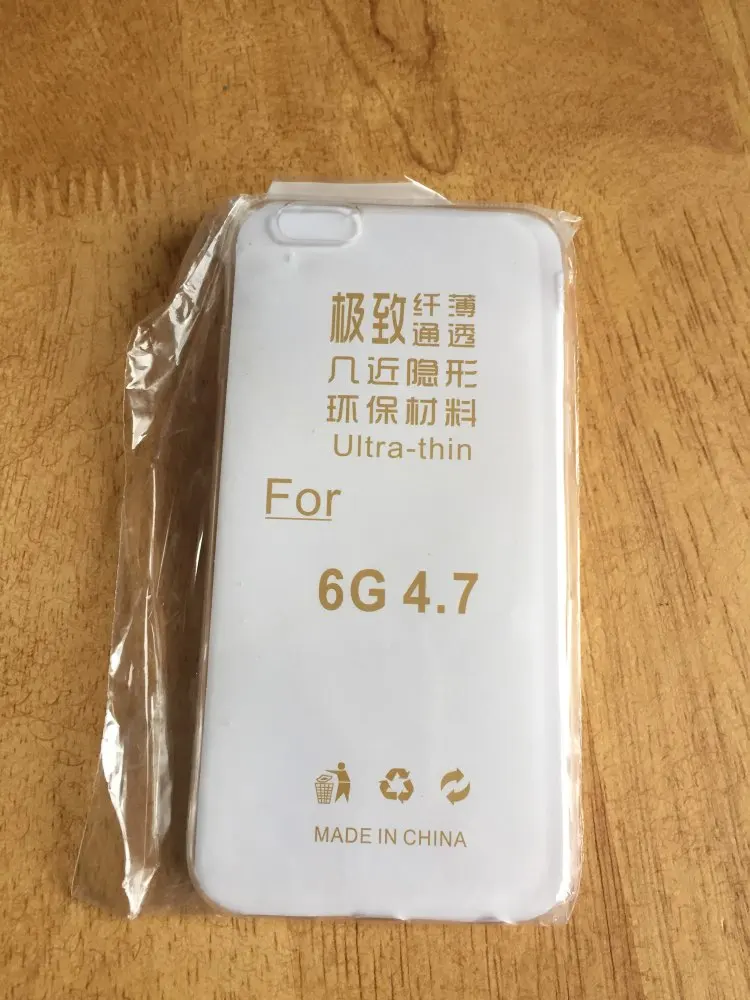 极致纤薄
通透
几近隐形
环保材料
Ultra-thin
For
6G 4.7
MADE IN CHINA